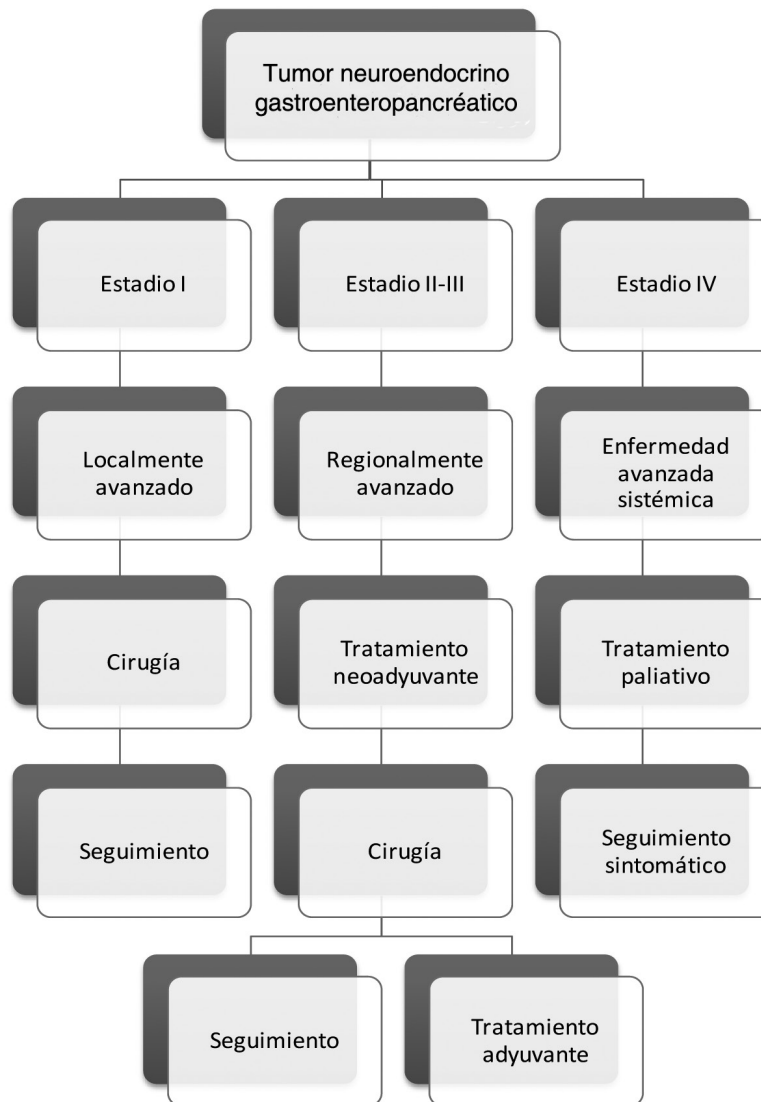 Tumor neuroendocrino
gastroenteropancréatico
Estadio I
Estadio II-III
Estadio IV
Localmente
avanzado
Regionalmente
avanzado
Enfermedad
avanzada
sistémica
Cirugía
Tratamiento
neoadyuvante
Tratamiento
paliativo
Seguimiento
Cirugía
Seguimiento
sintomático
Seguimiento
Tratamiento
adyuvante